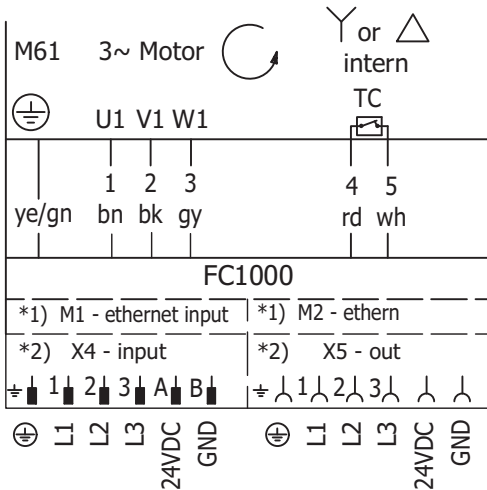 M61 3~ Motor Y or △
intern
TC
U1 V1 W1
1 2 3 4 5
ye/gn bn bk gy rd wh
FC1000
*1) M1 - ethernet input *1) M2 - ethern
*2) X4 - input *2) X5 - out
1 2 3 A B 1 2 3
L1 L2 L3 24VDC GND L1 L2 L3 24VDC GND